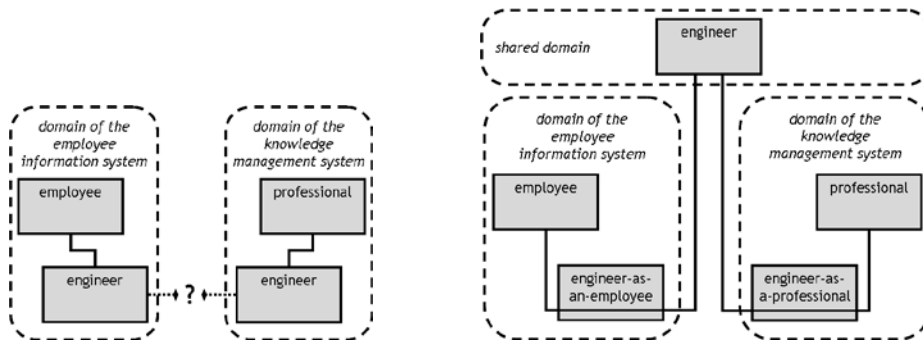 domain of the
employee
information system
employee
engineer
?
domain of the
knowledge
management system
professional
engineer
shared domain
engineer
domain of the
employee
information system
employee
engineer-as-
an-employee
domain of the
knowledge
management system
professional
engineer-as-
a-professional